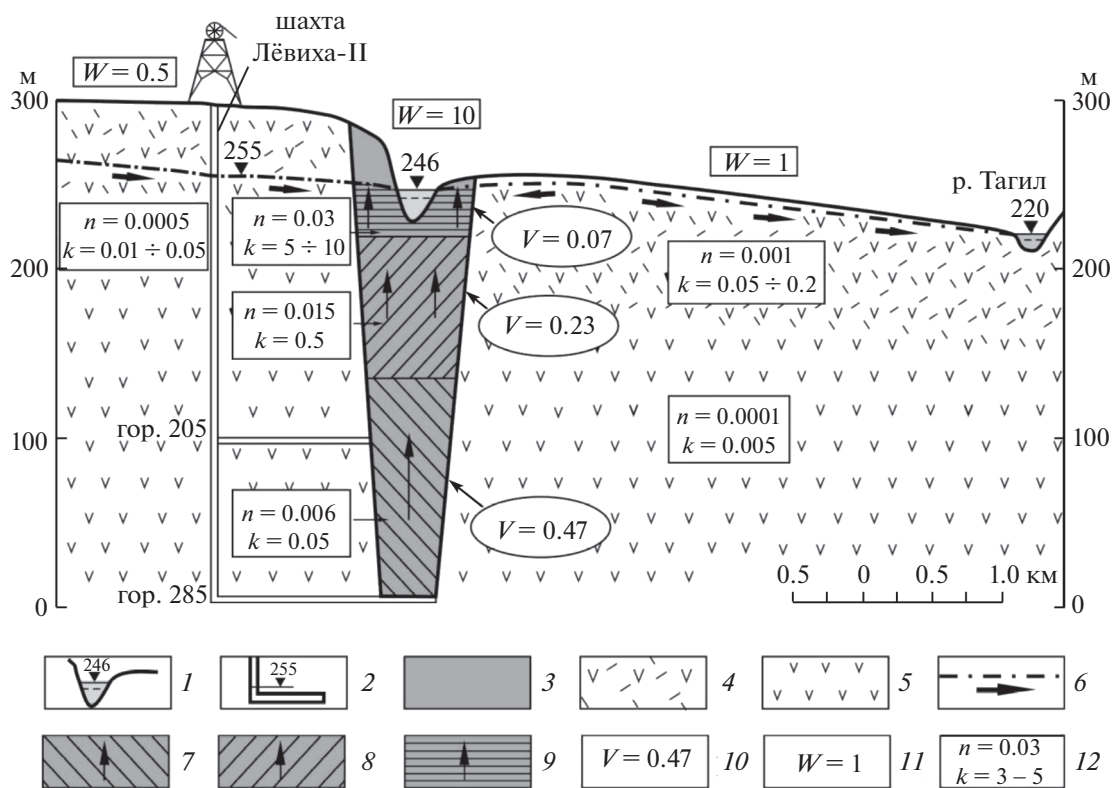 шахта
Лёвиха-II
м
W = 0.5
W = 10
м
300
300
255
246
W = 1
р. Тагил
220
n = 0.0005
k = 0.01 ÷ 0.05
n = 0.03
k = 5 ÷ 10
V = 0.07
n = 0.001
k = 0.05 ÷ 0.2
200
200
n = 0.015
k = 0.5
V = 0.23
гор. 205
n = 0.0001
k = 0.005
100
100
n = 0.006
k = 0.05
V = 0.47
0.5 0 0.5 1.0 км
гор. 285
0
0
246
1
255
2
3
4
5
6
7
8
9
V = 0.47
10
W = 1
11
n = 0.03
k = 3 – 5
12